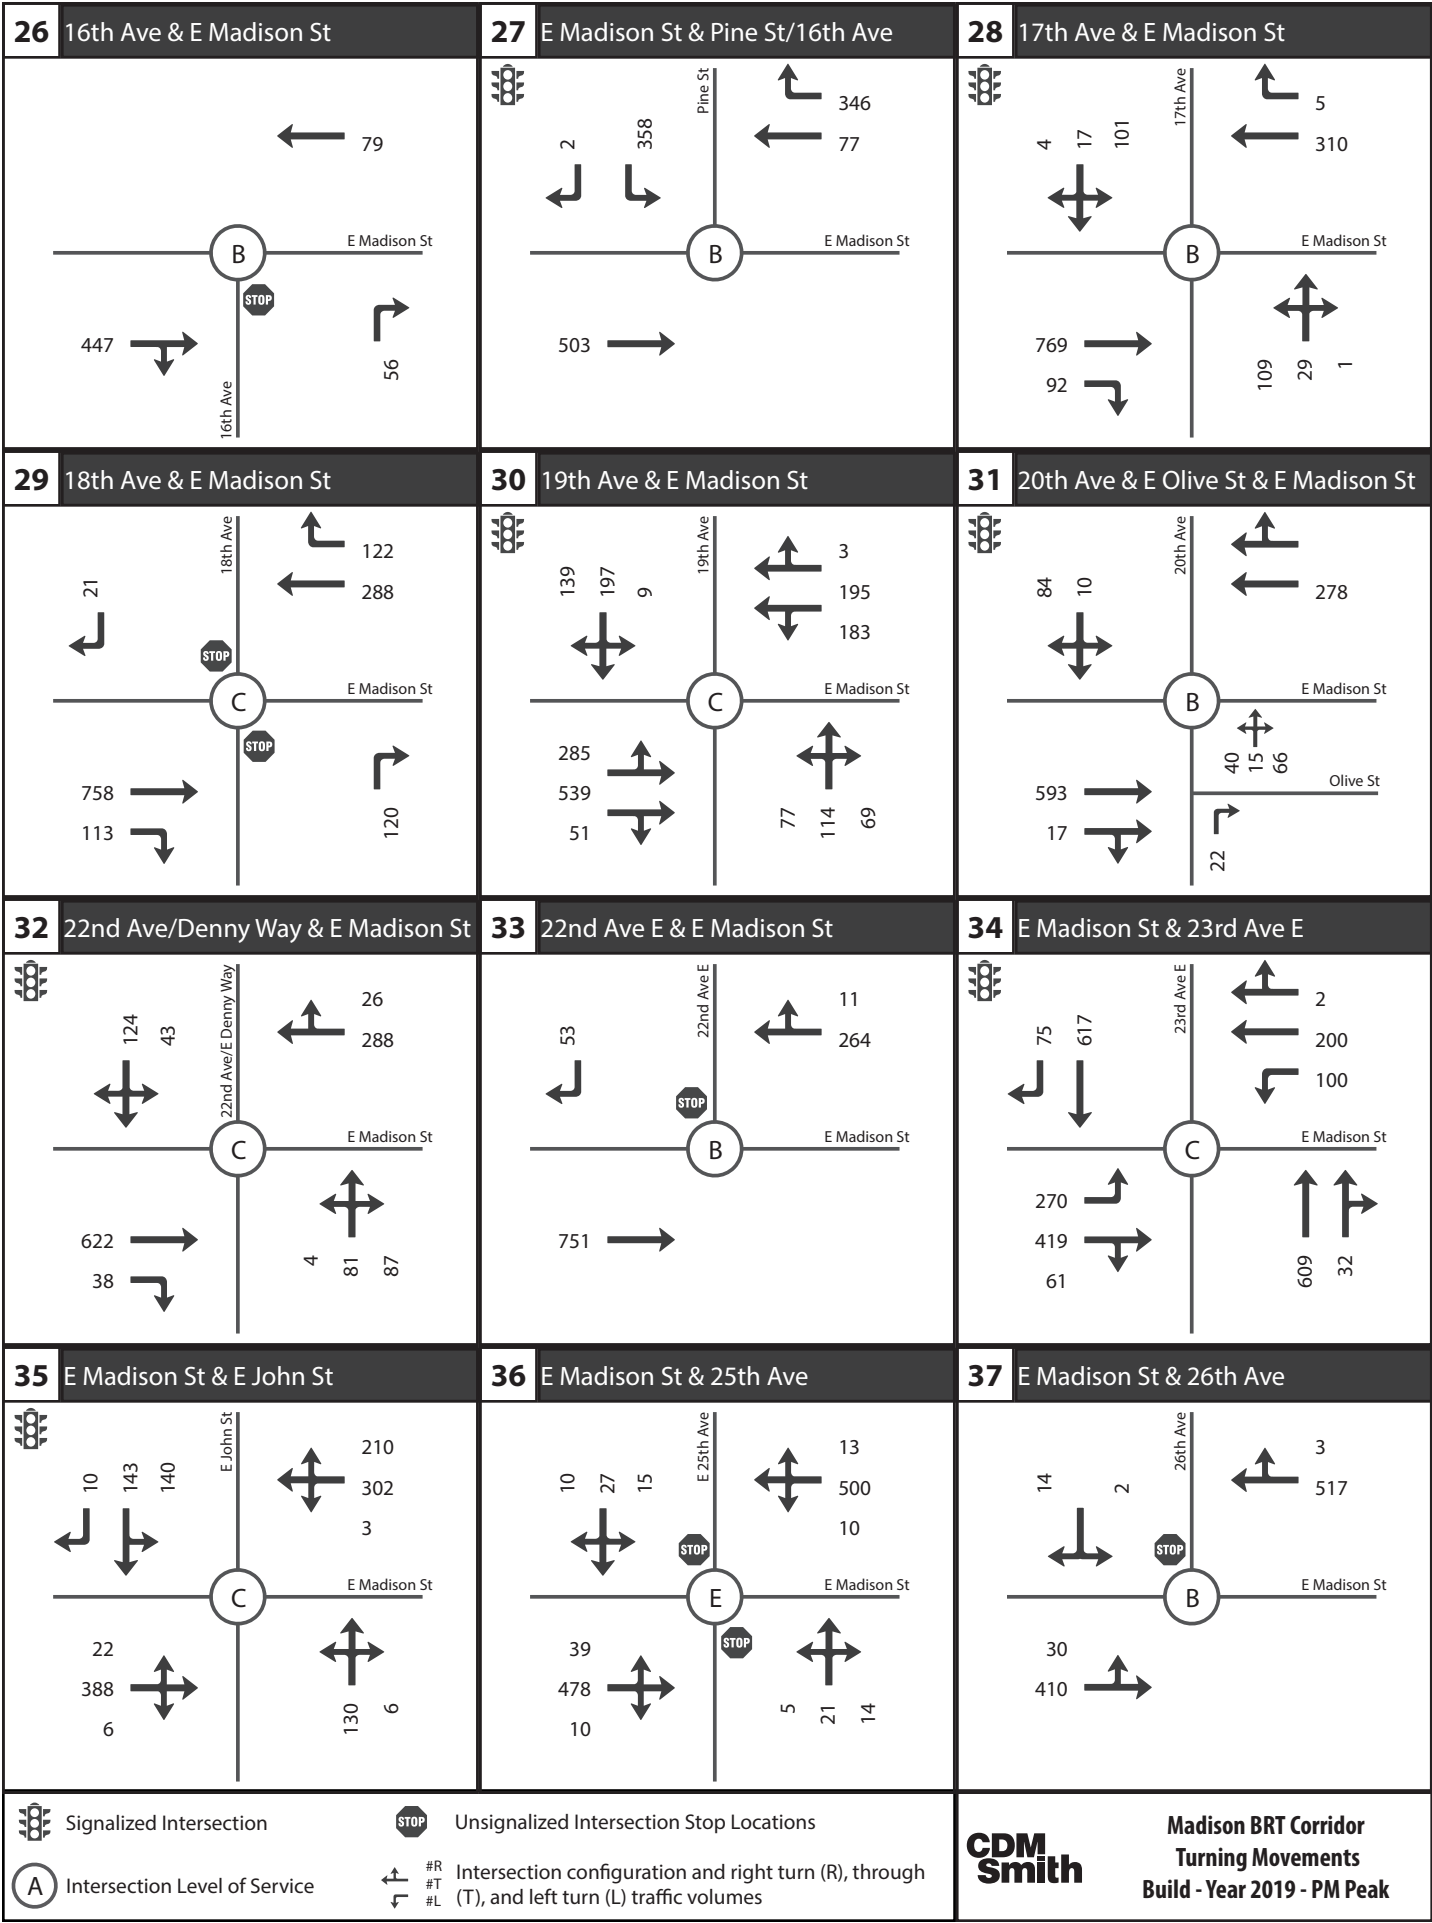 26 16th Ave & E Madison St
79
B
E Madison St
STOP
447
56
16th Ave
27 E Madison St & Pine St/16th Ave
Pine St
346
77
2
358
B
E Madison St
503
28 17th Ave & E Madison St
17th Ave
5
310
4
17
101
B
E Madison St
769
92
109
29
1
29 18th Ave & E Madison St
18th Ave
122
288
21
STOP
C
E Madison St
STOP
758
113
120
30 19th Ave & E Madison St
19th Ave
3
195
183
139
197
9
C
E Madison St
285
539
51
77
114
69
31 20th Ave & E Olive St & E Madison St
20th Ave
278
84
10
B
E Madison St
40
15
66
Olive St
593
17
22
32 22nd Ave/Denny Way & E Madison St
22nd Ave/E Denny Way
26
288
124
43
C
E Madison St
622
38
4
81
87
33 22nd Ave E & E Madison St
22nd Ave E
11
264
53
STOP
B
E Madison St
751
34 E Madison St & 23rd Ave E
23rd Ave E
2
200
100
75
617
C
E Madison St
270
419
61
609
32
35 E Madison St & E John St
E John St
210
302
3
10
143
140
C
E Madison St
22
388
6
130
6
36 E Madison St & 25th Ave
E 25th Ave
13
500
10
10
27
15
STOP
E
E Madison St
STOP
39
478
10
5
21
14
37 E Madison St & 26th Ave
26th Ave
3
517
14
2
STOP
B
E Madison St
30
410
Signalized Intersection
STOP Unsignalized Intersection Stop Locations
A Intersection Level of Service
#R
#T
#L
Intersection configuration and right turn (R), through
(T), and left turn (L) traffic volumes
CDM
Smith
Madison BRT Corridor
Turning Movements
Build - Year 2019 - PM Peak